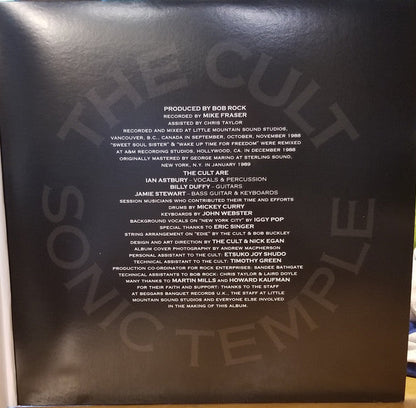 THE CULT
SONIC TEMPLE
PRODUCED BY BOB ROCK
RECORDED BY MIKE FRASER
ASSISTED BY CHRIS TAYLOR
RECORDED AND MIXED AT LITTLE MOUNTAIN SOUND STUDIOS,
VANCOUVER, B.C., CANADA IN SEPTEMBER, OCTOBER, NOVEMBER 1988
"SWEET SOUL SISTER" & "WAKE UP TIME FOR FREEDOM" WERE REMIXED
AT A&M RECORDING STUDIOS, HOLLYWOOD, CA. IN DECEMBER 1988
ORIGINALLY MASTERED BY GEORGE MARINO AT STERLING SOUND,
NEW YORK, N.Y. IN JANUARY 1989
THE CULT ARE
IAN ASTBURY – VOCALS & PERCUSSION
BILLY DUFFY – GUITARS
JAMIE STEWART – BASS GUITAR & KEYBOARDS
SESSION MUSICIANS WHO CONTRIBUTED THEIR TIME AND EFFORTS
DRUMS BY MICKEY CURRY
KEYBOARDS BY JOHN WEBSTER
BACKGROUND VOCALS ON "NEW YORK CITY" BY IGGY POP
SPECIAL THANKS TO ERIC SINGER
STRING ARRANGEMENT ON "EDIE" BY THE CULT & BOB BUCKLEY
DESIGN AND ART DIRECTION BY THE CULT & NICK EGAN
ALBUM COVER PHOTOGRAPHY BY ANDREW MACPHERSON
PERSONAL ASSISTANT TO THE CULT: ETSUKO JOY SHUDO
TECHNICAL ASSISTANT TO THE CULT: TIMOTHY GREEN
PRODUCTION CO-ORDINATOR FOR ROCK ENTERPRISES: SANDEE BATHGATE
TECHNICAL ASSISTANTS TO BOB ROCK: CHRIS TAYLOR & LAIRD DOYLE
MANY THANKS TO MARTIN MILLS AND HOWARD KAUFMAN
FOR THEIR FAITH AND SUPPORT: THANKS TO THE STAFF
AT BEGGARS BANQUET RECORDS U.K., THE STAFF AT LITTLE
MOUNTAIN SOUND STUDIOS AND EVERYONE ELSE INVOLVED
IN THE MAKING OF THIS ALBUM.